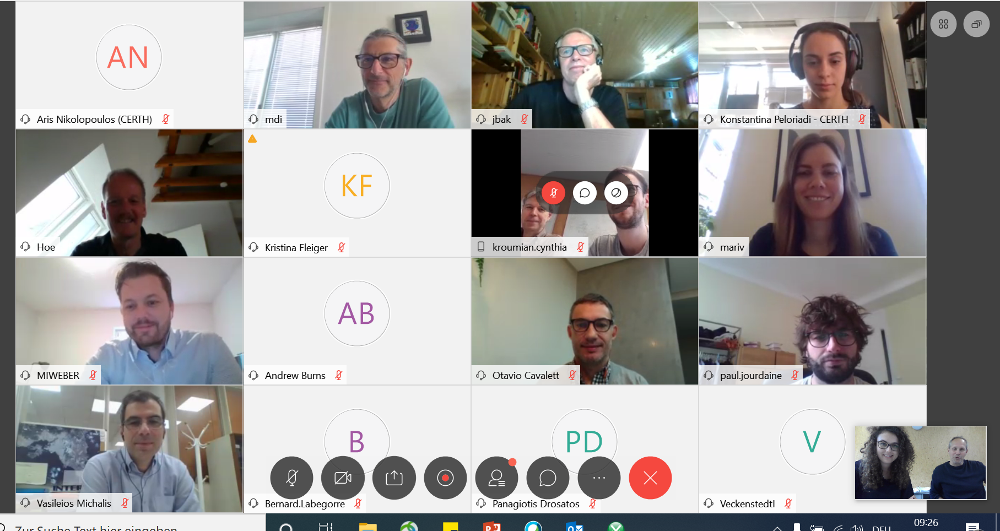 AN
Aris Nikolopoulos (CERTH)
mdi
jbak
Konstantina Peloriadi - CERTH
Hoe
KF
Kristina Fleiger
kroumian.cynthia
mariv
MIWEBER
AB
Andrew Burns
Otavio Cavalett
paul.jourdaine
INTER
Vasileios Michalis
B
Bernard.Labegorre
PD
Panagiotis Drosatos
V
Veckenstedtl
Zur Suche Text hier eingeben
DEU
09:26